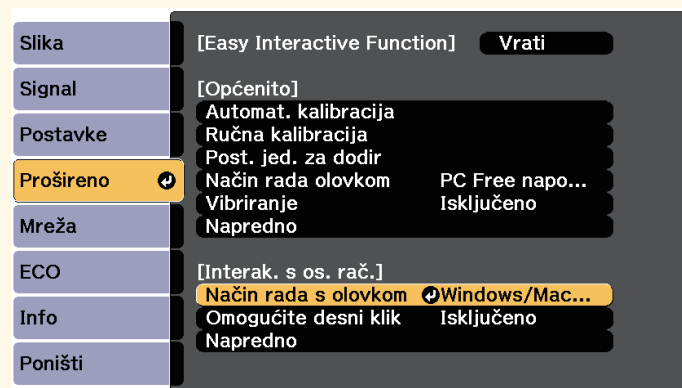 Slika
Signal
Postavke
Prošireno
Mreža
ECO
Info
Poništi
[Easy Interactive Function] Vrati
[Općenito]
Automat. kalibracija
Ručna kalibracija
Post. jed. za dodir
Način rada olovkom PC Free napo...
Vibriranje Isključeno
Napredno
[Interak. s os. rač.]
Način rada s olovkom Windows/Mac...
Omogućite desni klik Isključeno
Napredno